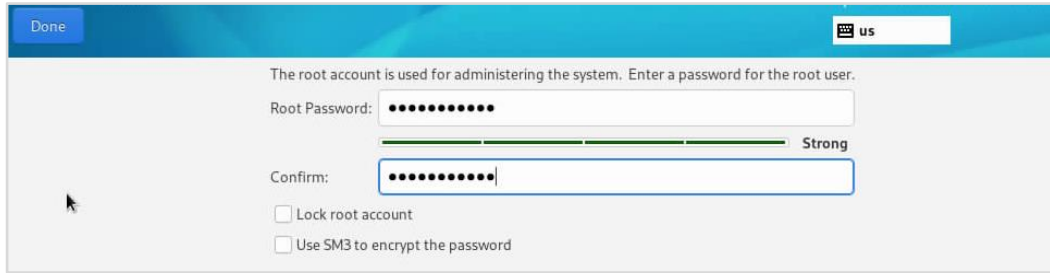 Done
us
The root account is used for administering the system. Enter a password for the root user.
Root Password: ●●●●●●●●●●●
Strong
Confirm: ●●●●●●●●●●●
Lock root account
Use SM3 to encrypt the password